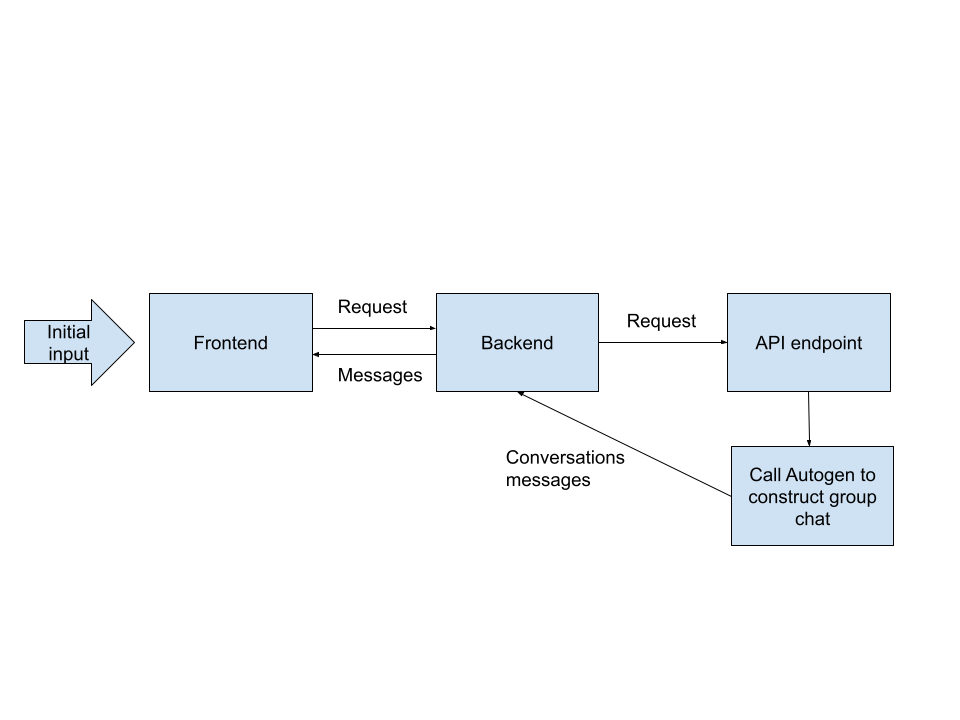 Initial
input
Frontend
Request
Messages
Backend
Request
API endpoint
Conversations
messages
Call Autogen to
construct group
chat